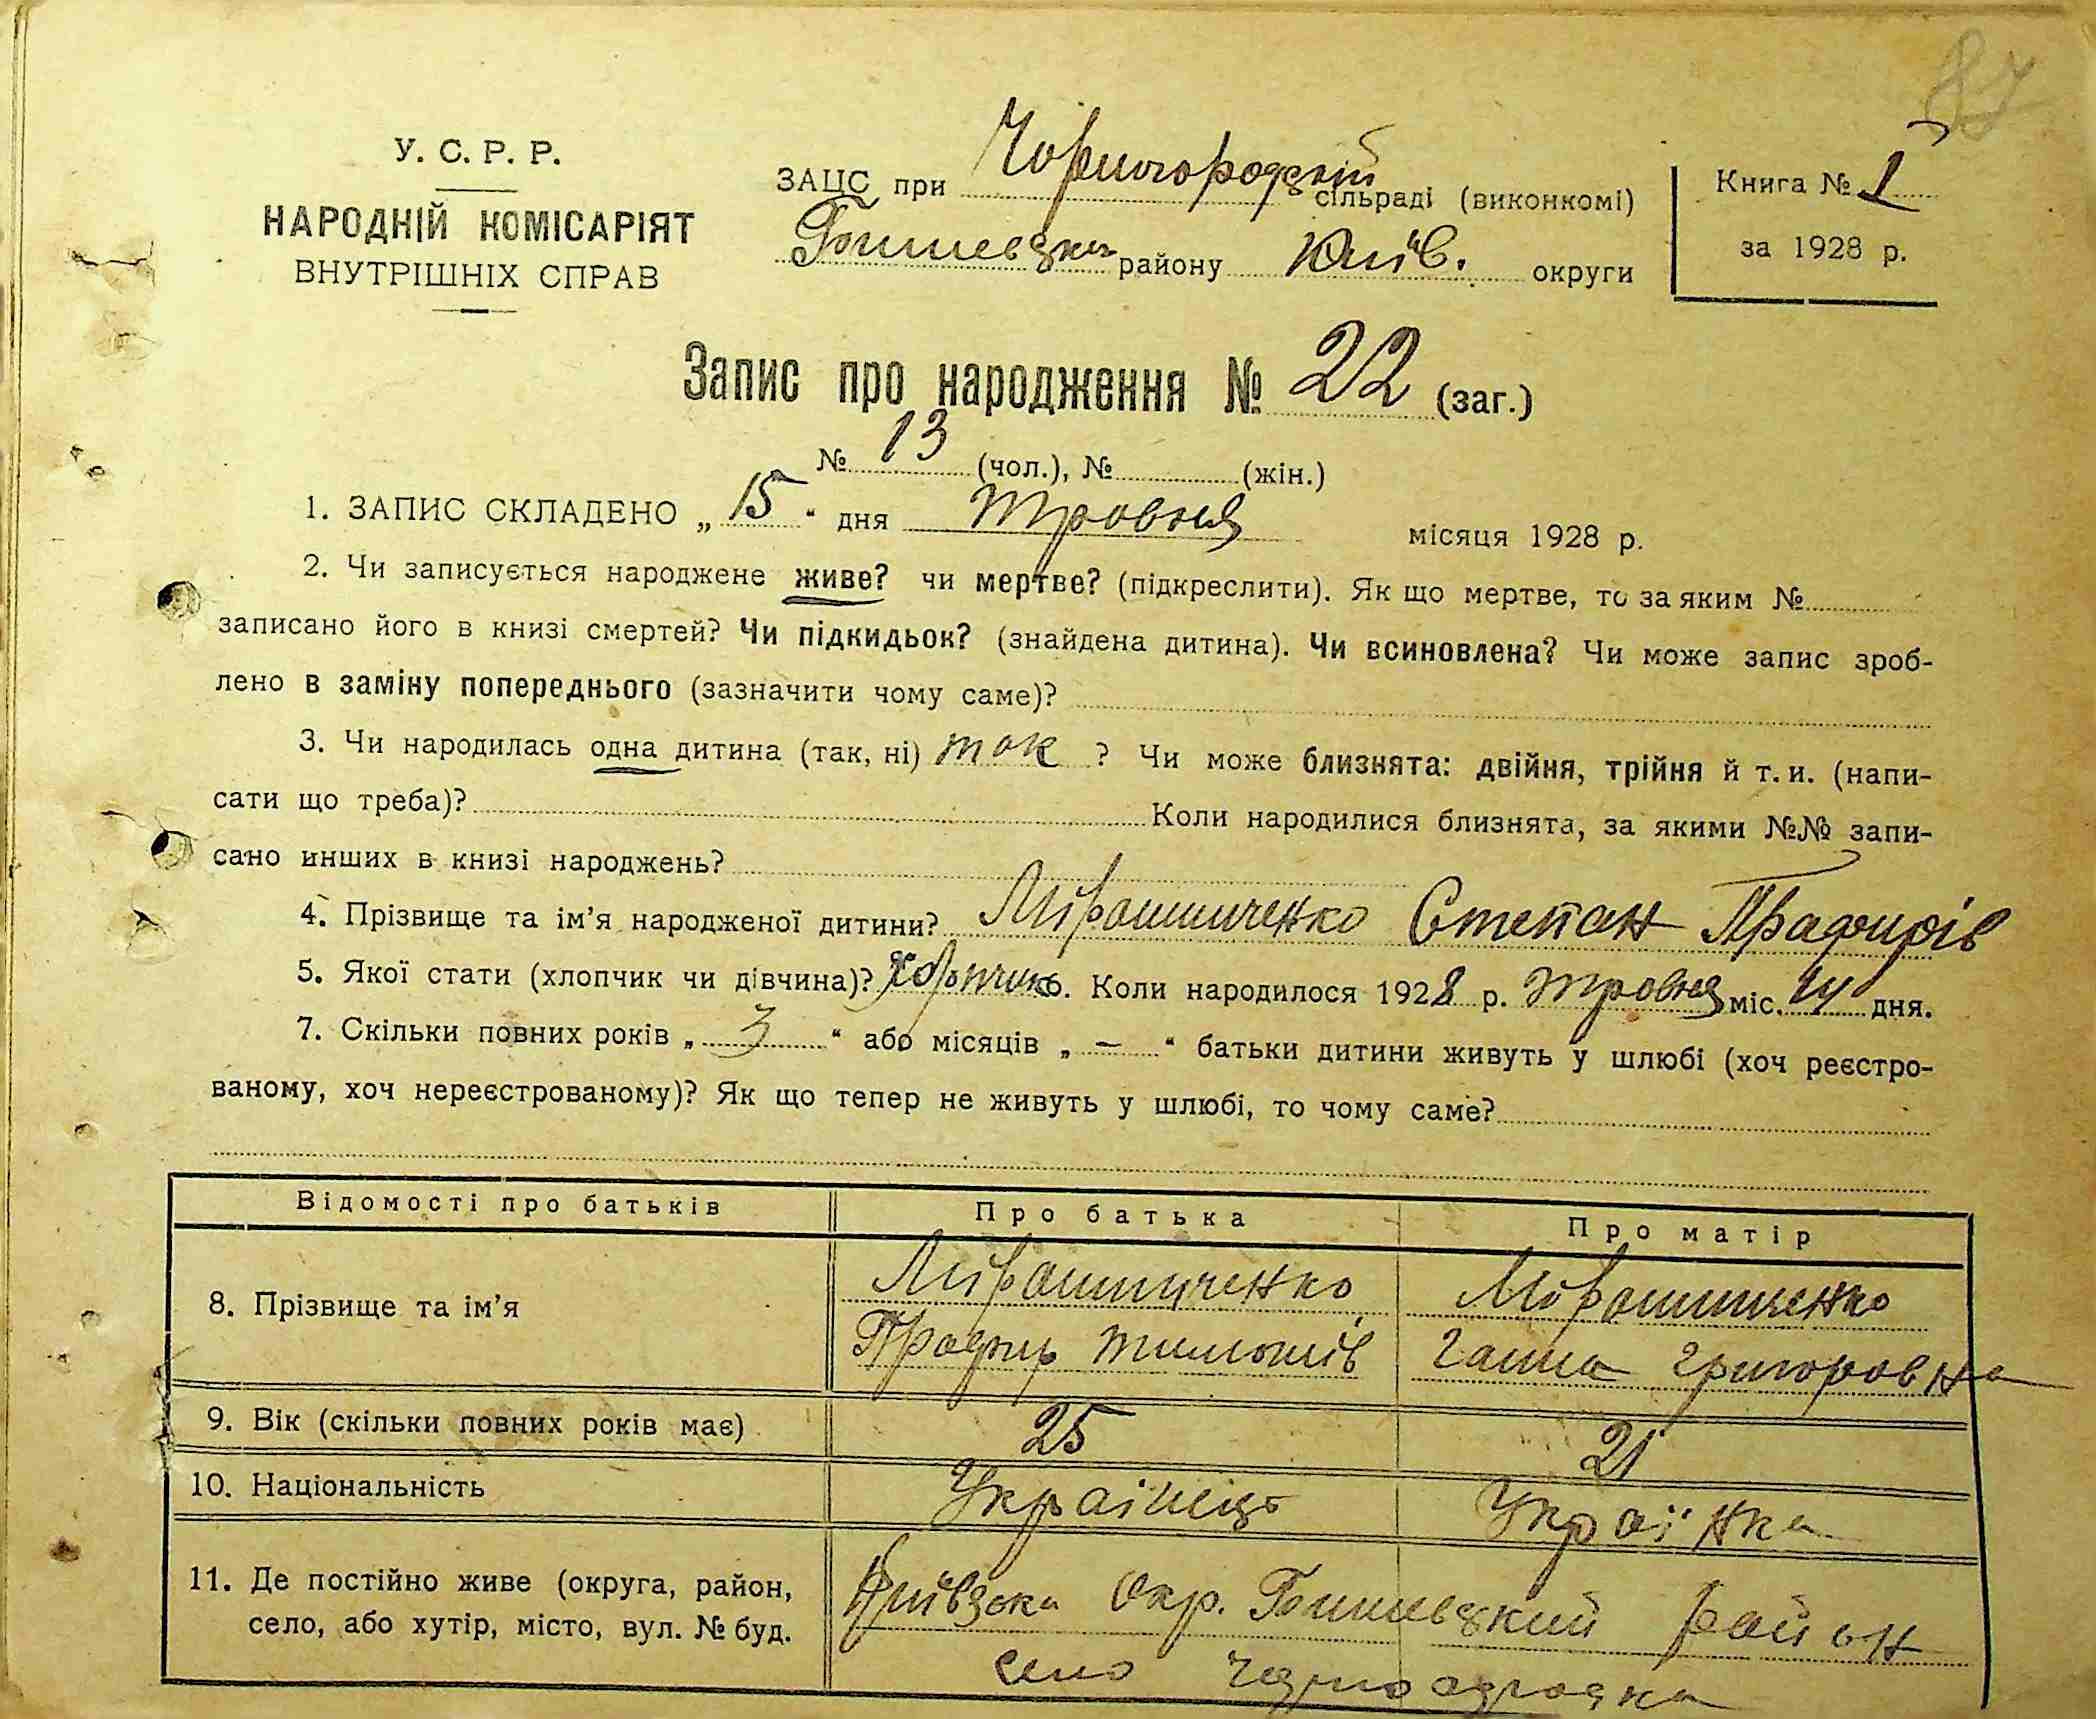 87
У. С. Р. Р.
НАРОДНІЙ КОМІСАРІЯТ
ВНУТРІШНІХ СПРАВ
ЗАЦС при Чорногородській сільраді (виконкомі)
району Київ. округи
Книга № 1
за 1928 р.
Запис про народження № 22 (заг.)
№ 13 (чол.), № (жін.)
1. ЗАПИС СКЛАДЕНО „ 15 “ дня травня місяця 1928 р.
2. Чи записується народжене живе? чи мертве? (підкреслити). Як що мертве, то за яким №
записано його в книзі смертей? Чи підкидьок? (знайдена дитина). Чи всиновлена? Чи може запис зроб-
лено в заміну попереднього (зазначити чому саме)?
3. Чи народилась одна дитина (так, ні) так ? Чи може близнята: двійня, трійня й т. и. (напи-
сати що треба)? Коли народилися близнята, за якими №№ запи-
сано инших в книзі народжень?
4. Прізвище та ім’я народженої дитини? Мірошниченко Степан
5. Якої стати (хлопчик чи дівчина)? Коли народилося 1928 р. травня міс. 14 дня.
7. Скільки повних років „ 3 “ або місяців „ — “ батьки дитини живуть у шлюбі (хоч реєстро-
ваному, хоч нереєстрованому)? Як що тепер не живуть у шлюбі, то чому саме?
Відомості про батьків Про батька Про матір
8. Прізвище та ім’я Мірошниченко Мірошниченко
Ганна Григоровна
9. Вік (скільки повних років має) 25 21
10. Національність Українець Українка
11. Де постійно живе (округа, район, Київська Окр. район
село, або хутір, місто, вул. № буд. село